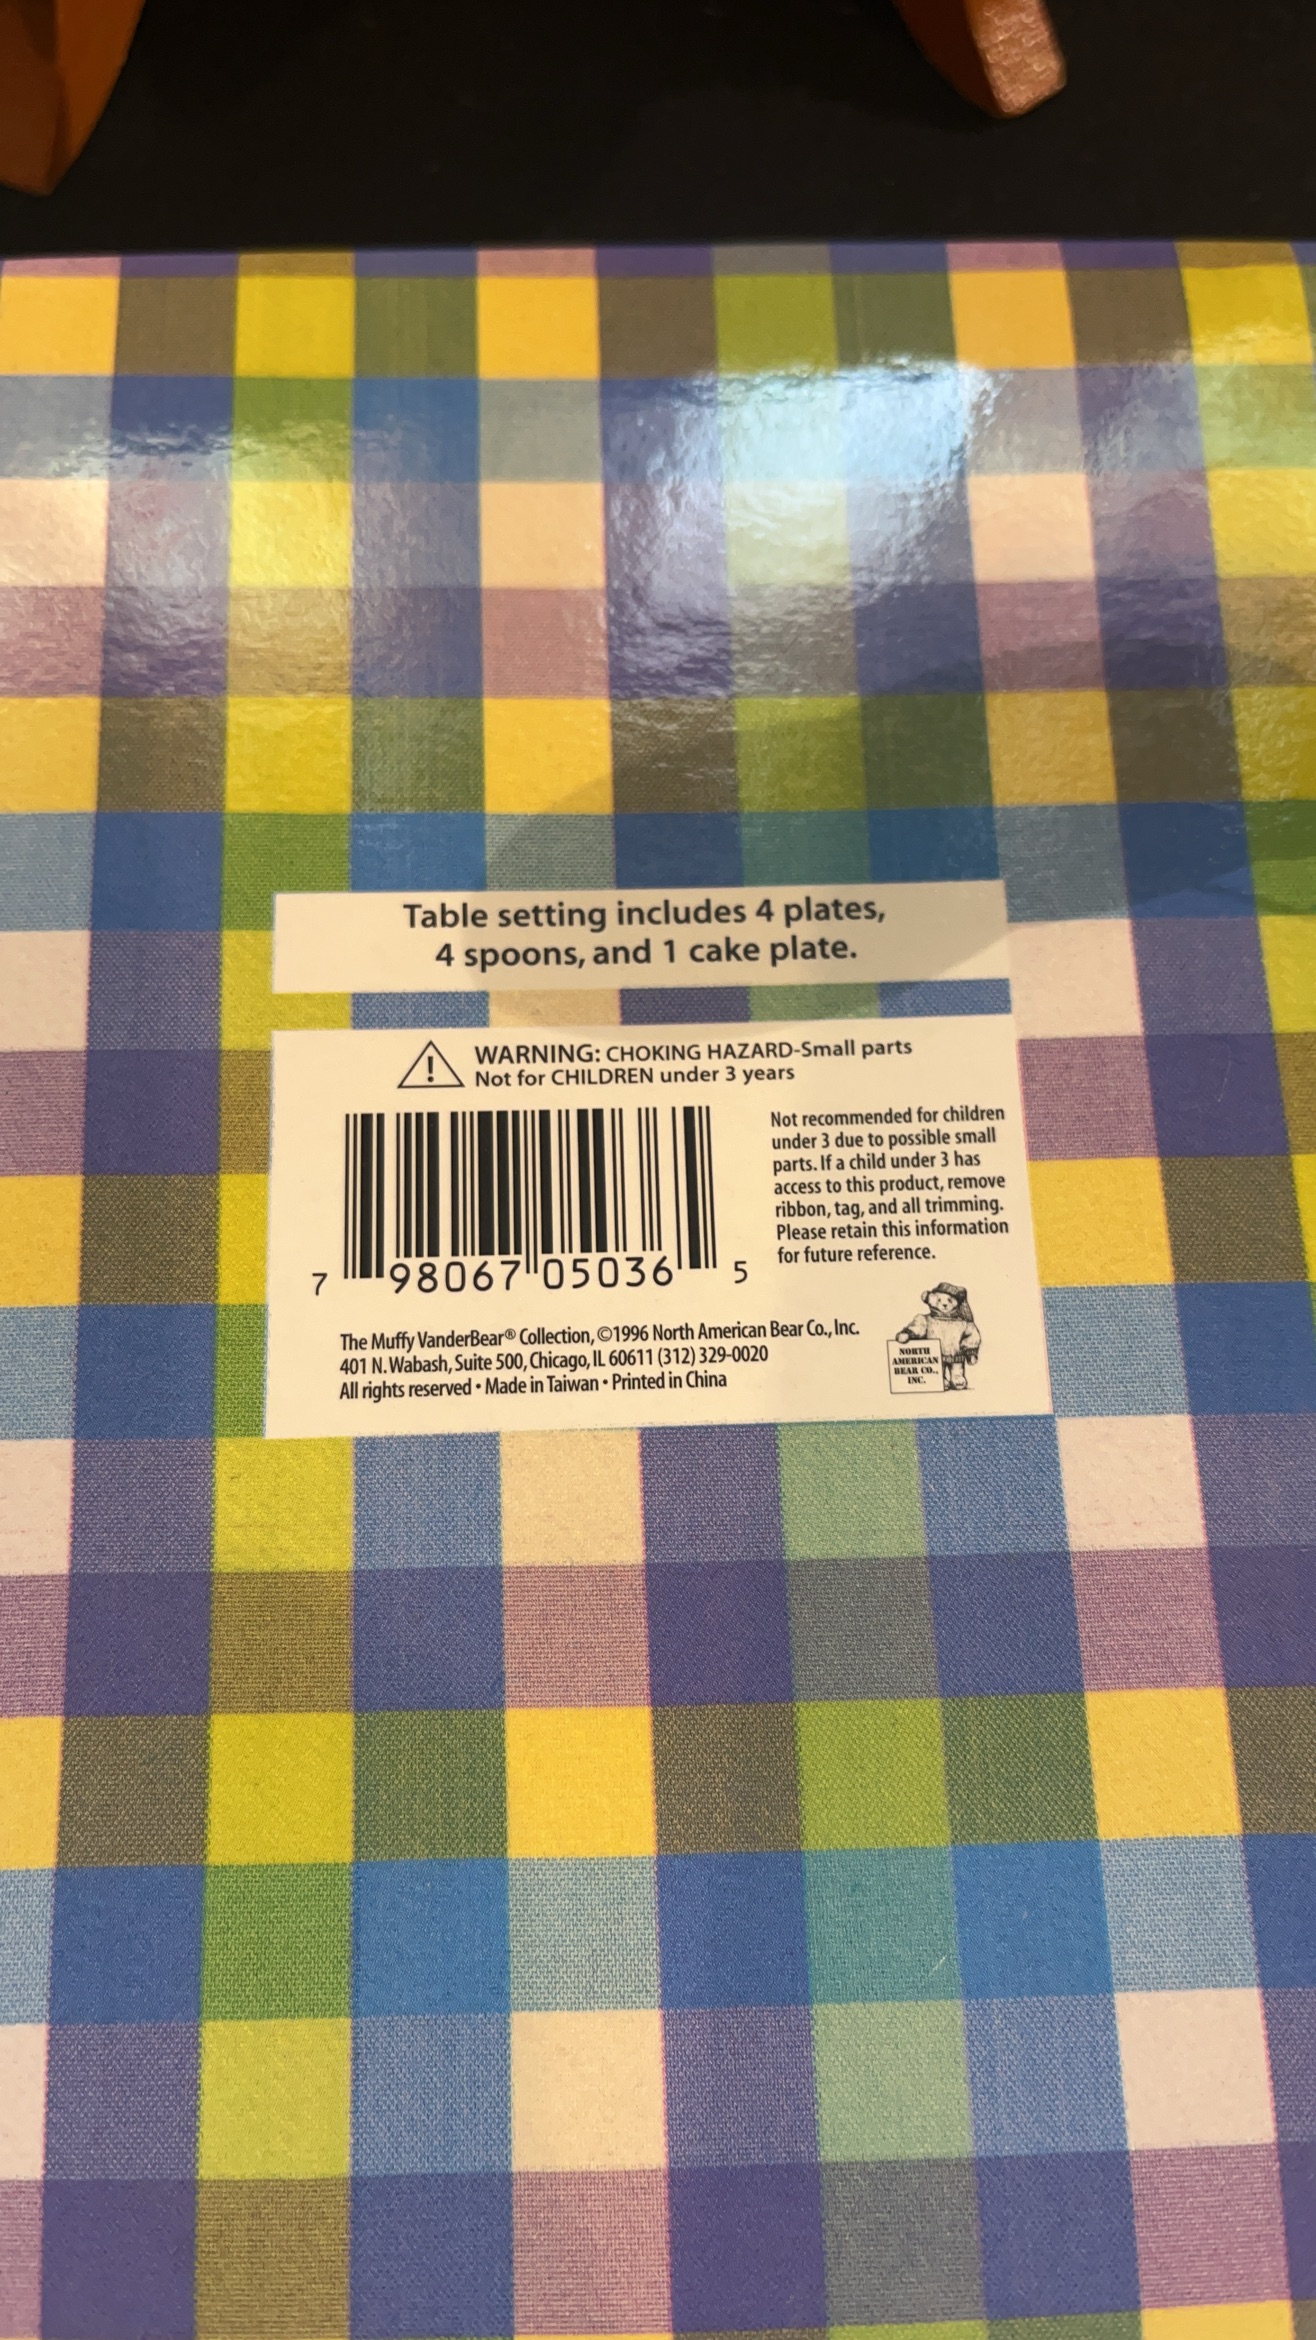 Table setting includes 4 plates,
4 spoons, and 1 cake plate.
WARNING: CHOKING HAZARD-Small parts
Not for CHILDREN under 3 years
Not recommended for children
under 3 due to possible small
parts. If a child under 3 has
access to this product, remove
ribbon, tag, and all trimming.
Please retain this information
for future reference.
7 98067 05036 5
The Muffy VanderBear® Collection, ©1996 North American Bear Co., Inc.
401 N. Wabash, Suite 500, Chicago, IL 60611 (312) 329-0020
All rights reserved • Made in Taiwan • Printed in China
NORTH
AMERICAN
BEAR CO.,
INC.